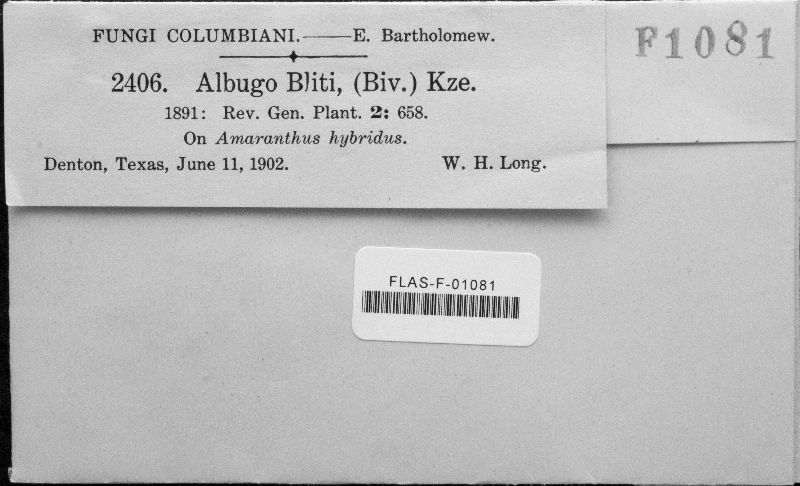 FUNGI COLUMBIANI.——E. Bartholomew.
F1081
2406. Albugo Bliti, (Biv.) Kze.
1891: Rev. Gen. Plant. 2: 658.
On Amaranthus hybridus.
Denton, Texas, June 11, 1902. W. H. Long.
FLAS-F-01081